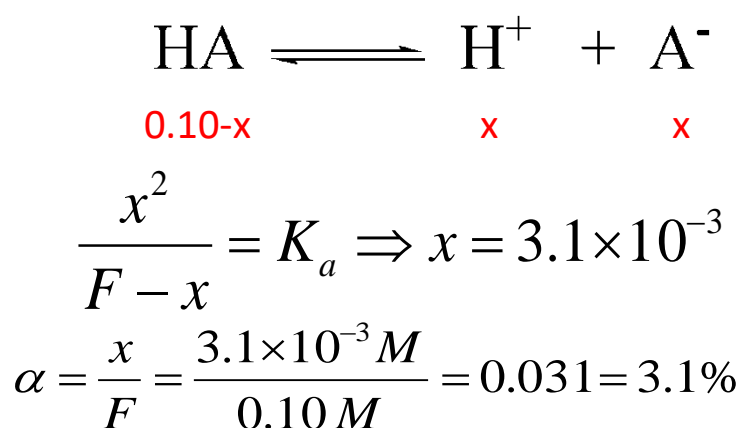 HA ⇌ H⁺ + A⁻
0.10-x x x
x²/(F − x) = Kₐ ⇒ x = 3.1×10⁻³
α = x/F = 3.1×10⁻³ M/0.10 M = 0.031= 3.1%